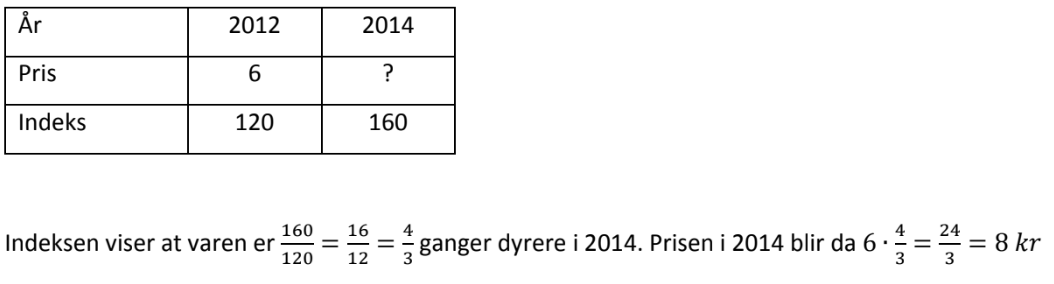 År 2012 2014
Pris 6 ?
Indeks 120 160
Indeksen viser at varen er 160/120 = 16/12 = 4/3 ganger dyrere i 2014. Prisen i 2014 blir da 6 · 4/3 = 24/3 = 8 kr